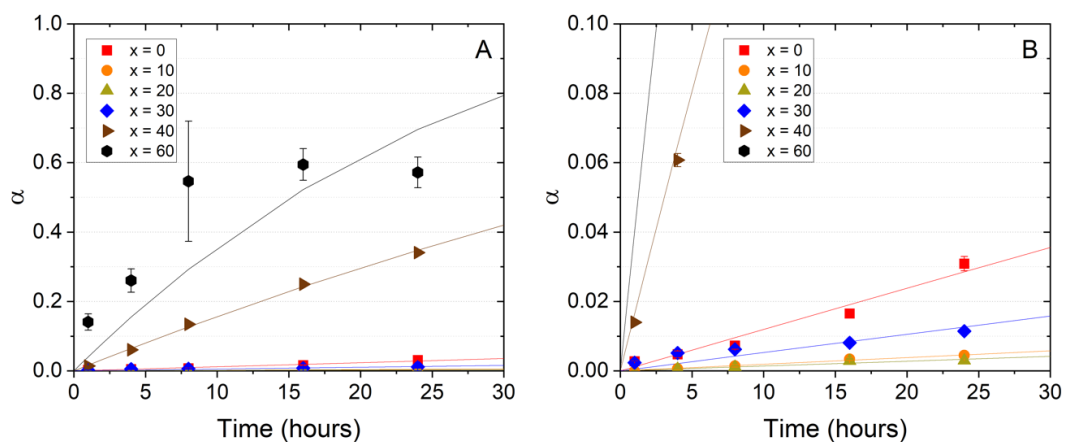 A
x = 0
x = 10
x = 20
x = 30
x = 40
x = 60
1.0
0.8
0.6
0.4
0.2
0.0
α
0 5 10 15 20 25 30
Time (hours)
B
x = 0
x = 10
x = 20
x = 30
x = 40
x = 60
0.10
0.08
0.06
0.04
0.02
0.00
α
0 5 10 15 20 25 30
Time (hours)